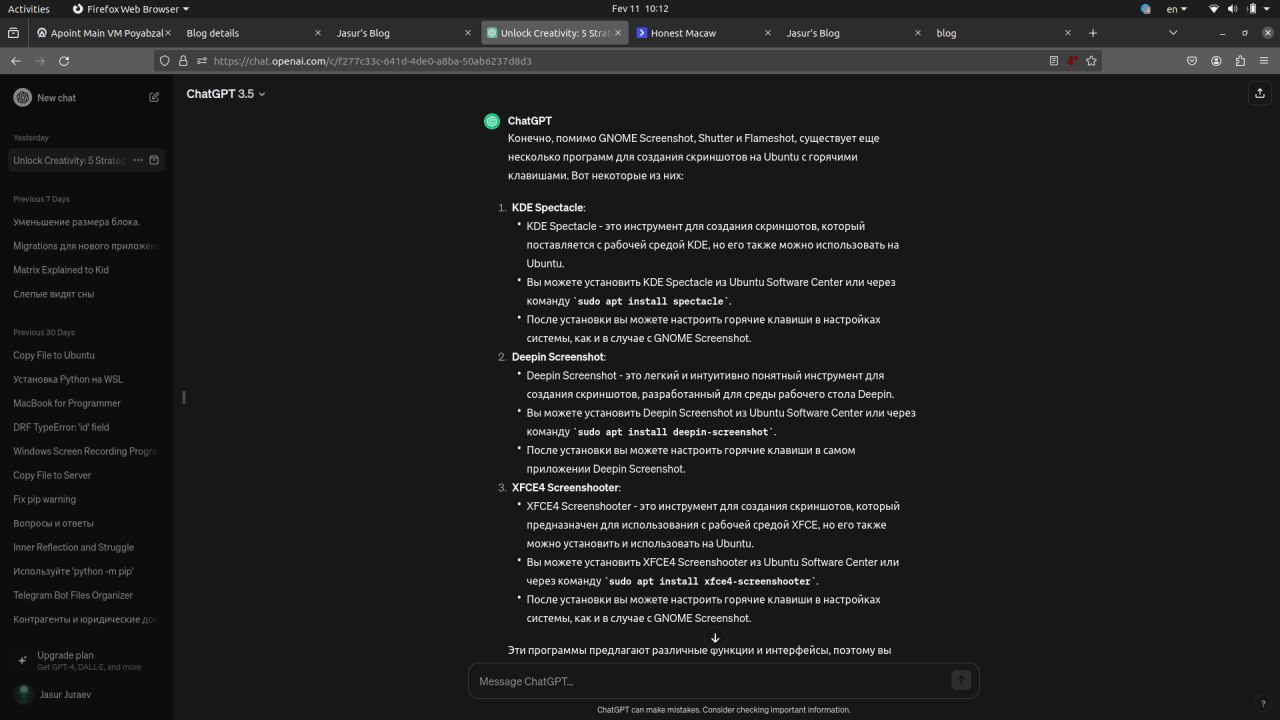 Activities Firefox Web Browser Fev 11 10:12 en
Apoint Main VM Poyabzal Blog details Jasur's Blog Unlock Creativity: 5 Strat Honest Macaw Jasur's Blog blog
https://chat.openai.com/c/f277c33c-641d-4de0-a8ba-50ab6237d8d3
New chat
Yesterday
Unlock Creativity: 5 Strateg
Previous 7 Days
Уменьшение размера блока.
Migrations для нового приложен
Matrix Explained to Kid
Слепые видят сны
Previous 30 Days
Copy File to Ubuntu
Установка Python на WSL
MacBook for Programmer
DRF TypeError: 'id' field
Windows Screen Recording Progra
Copy File to Server
Fix pip warning
Вопросы и ответы
Inner Reflection and Struggle
Используйте 'python -m pip'
Telegram Bot Files Organizer
Контрагенты и юридические док
Upgrade plan
Get GPT-4, DALL·E, and more
Jasur Juraev
ChatGPT 3.5
ChatGPT
Конечно, помимо GNOME Screenshot, Shutter и Flameshot, существует еще
несколько программ для создания скриншотов на Ubuntu с горячими
клавишами. Вот некоторые из них:
1. KDE Spectacle:
• KDE Spectacle - это инструмент для создания скриншотов, который
поставляется с рабочей средой KDE, но его также можно использовать на
Ubuntu.
• Вы можете установить KDE Spectacle из Ubuntu Software Center или через
команду `sudo apt install spectacle`.
• После установки вы можете настроить горячие клавиши в настройках
системы, как и в случае с GNOME Screenshot.
2. Deepin Screenshot:
• Deepin Screenshot - это легкий и интуитивно понятный инструмент для
создания скриншотов, разработанный для среды рабочего стола Deepin.
• Вы можете установить Deepin Screenshot из Ubuntu Software Center или через
команду `sudo apt install deepin-screenshot`.
• После установки вы можете настроить горячие клавиши в самом
приложении Deepin Screenshot.
3. XFCE4 Screenshooter:
• XFCE4 Screenshooter - это инструмент для создания скриншотов, который
предназначен для использования с рабочей средой XFCE, но его также
можно установить и использовать на Ubuntu.
• Вы можете установить XFCE4 Screenshooter из Ubuntu Software Center или
через команду `sudo apt install xfce4-screenshooter`.
• После установки вы можете настроить горячие клавиши в настройках
системы, как и в случае с GNOME Screenshot.
Эти программы предлагают различные функции и интерфейсы, поэтому вы
Message ChatGPT...
ChatGPT can make mistakes. Consider checking important information.
?